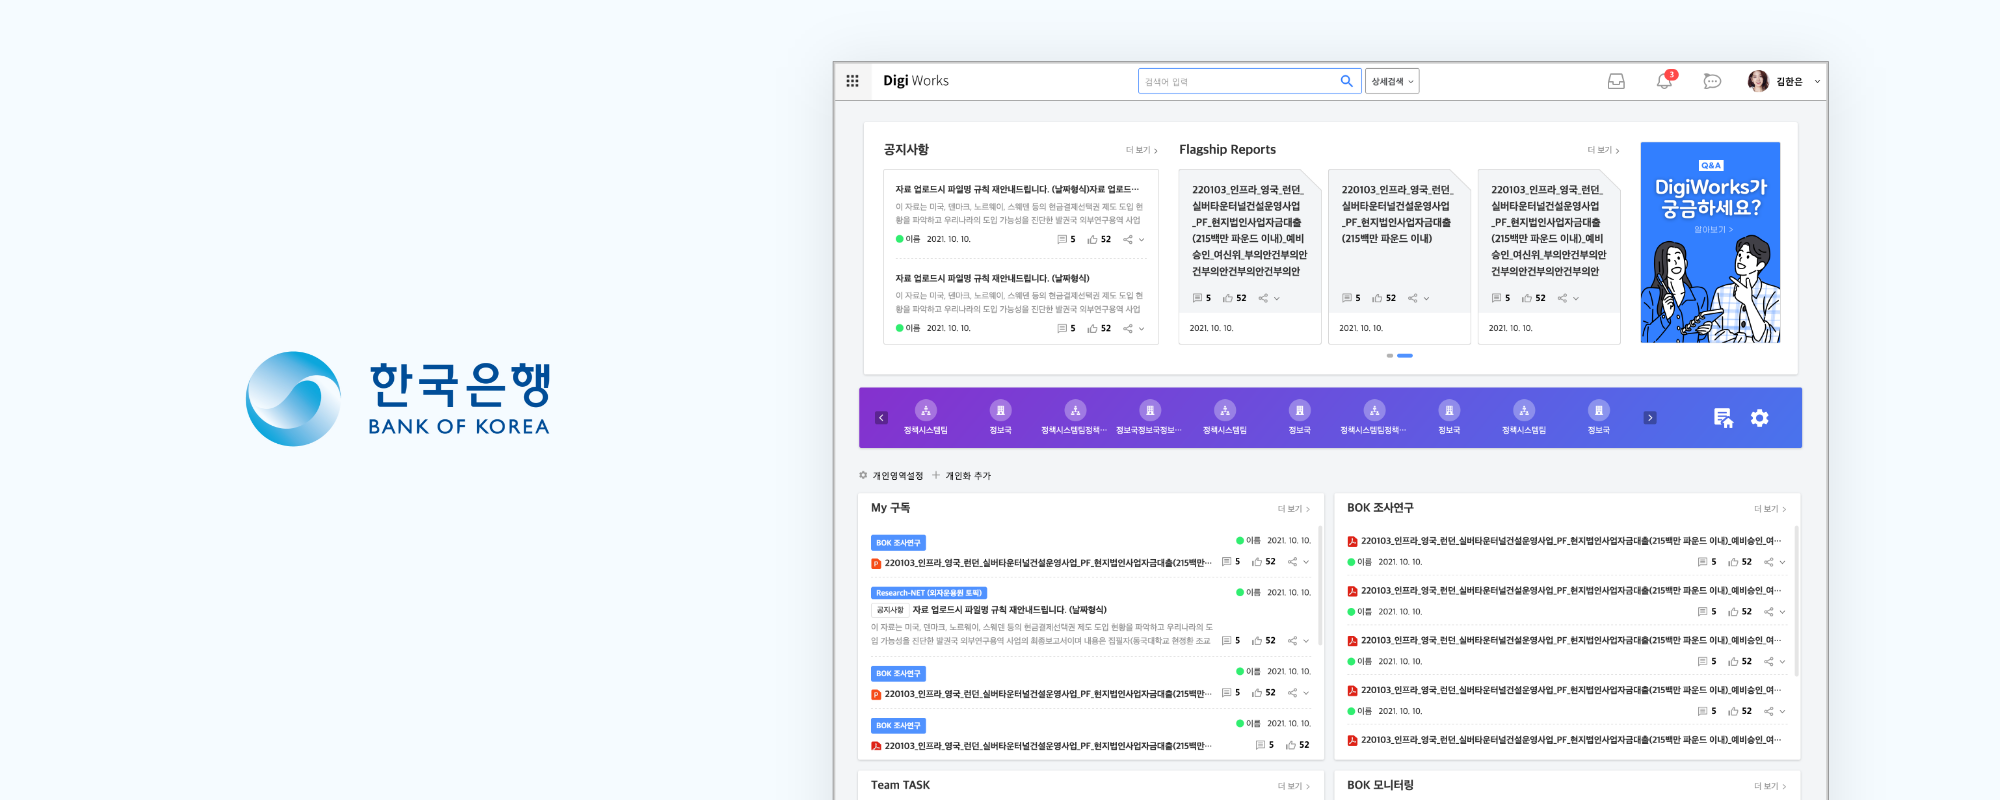 한국은행
BANK OF KOREA
Digi Works
검색어 입력
상세검색
3
김한은
공지사항
더 보기
자료 업로드시 파일명 규칙 재안내드립니다. (날짜형식)자료 업로드···
이 자료는 미국, 덴마크, 노르웨이, 스웨덴 등의 현금결제선택권 제도 도입 현
황을 파악하고 우리나라의 도입 가능성을 진단한 발권국 외부연구용역 사업
이름 2021. 10. 10. 5 52
자료 업로드시 파일명 규칙 재안내드립니다. (날짜형식)
이 자료는 미국, 덴마크, 노르웨이, 스웨덴 등의 현금결제선택권 제도 도입 현
황을 파악하고 우리나라의 도입 가능성을 진단한 발권국 외부연구용역 사업
이름 2021. 10. 10. 5 52
Flagship Reports
더 보기
220103_인프라_영국_런던_
실버타운터널건설운영사업
_PF_현지법인사업자금대출
(215백만 파운드 이내)_예비
승인_여신위_부의안건부의안
건부의안건부의안건부의안
5 52
2021. 10. 10.
220103_인프라_영국_런던_
실버타운터널건설운영사업
_PF_현지법인사업자금대출
(215백만 파운드 이내)
5 52
2021. 10. 10.
220103_인프라_영국_런던_
실버타운터널건설운영사업
_PF_현지법인사업자금대출
(215백만 파운드 이내)_예비
승인_여신위_부의안건부의안
건부의안건부의안건부의안
5 52
2021. 10. 10.
Q&A
DigiWorks가
궁금하세요?
알아보기 >
정책시스템팀
정보국
정책시스템팀정책···
정보국정보국정보···
정책시스템팀
정보국
정책시스템팀정책···
정보국
정책시스템팀
정보국
개인영역설정
개인화 추가
My 구독
더 보기
BOK 조사연구
이름 2021. 10. 10.
220103_인프라_영국_런던_실버타운터널건설운영사업_PF_현지법인사업자금대출(215백만··· 5 52
Research-NET (외자운용원 토픽)
이름 2021. 10. 10.
공지사항 자료 업로드시 파일명 규칙 재안내드립니다. (날짜형식)
이 자료는 미국, 덴마크, 노르웨이, 스웨덴 등의 현금결제선택권 제도 도입 현황을 파악하고 우리나라의 도
입 가능성을 진단한 발권국 외부연구용역 사업의 최종보고서이며 내용은 집필자(동국대학교 현정환 조교 5 52
BOK 조사연구
이름 2021. 10. 10.
220103_인프라_영국_런던_실버타운터널건설운영사업_PF_현지법인사업자금대출(215백만··· 5 52
BOK 조사연구
이름 2021. 10. 10.
220103_인프라_영국_런던_실버타운터널건설운영사업_PF_현지법인사업자금대출(215백만··· 5 52
BOK 조사연구
더 보기
220103_인프라_영국_런던_실버타운터널건설운영사업_PF_현지법인사업자금대출(215백만 파운드 이내)_예비승인_여···
이름 2021. 10. 10. 5 52
220103_인프라_영국_런던_실버타운터널건설운영사업_PF_현지법인사업자금대출(215백만 파운드 이내)_예비승인_여···
이름 2021. 10. 10. 5 52
220103_인프라_영국_런던_실버타운터널건설운영사업_PF_현지법인사업자금대출(215백만 파운드 이내)_예비승인_여···
이름 2021. 10. 10. 5 52
220103_인프라_영국_런던_실버타운터널건설운영사업_PF_현지법인사업자금대출(215백만 파운드 이내)_예비승인_여···
이름 2021. 10. 10. 5 52
220103_인프라_영국_런던_실버타운터널건설운영사업_PF_현지법인사업자금대출(215백만 파운드 이내)_예비승인_여···
Team TASK
더 보기
BOK 모니터링
더 보기